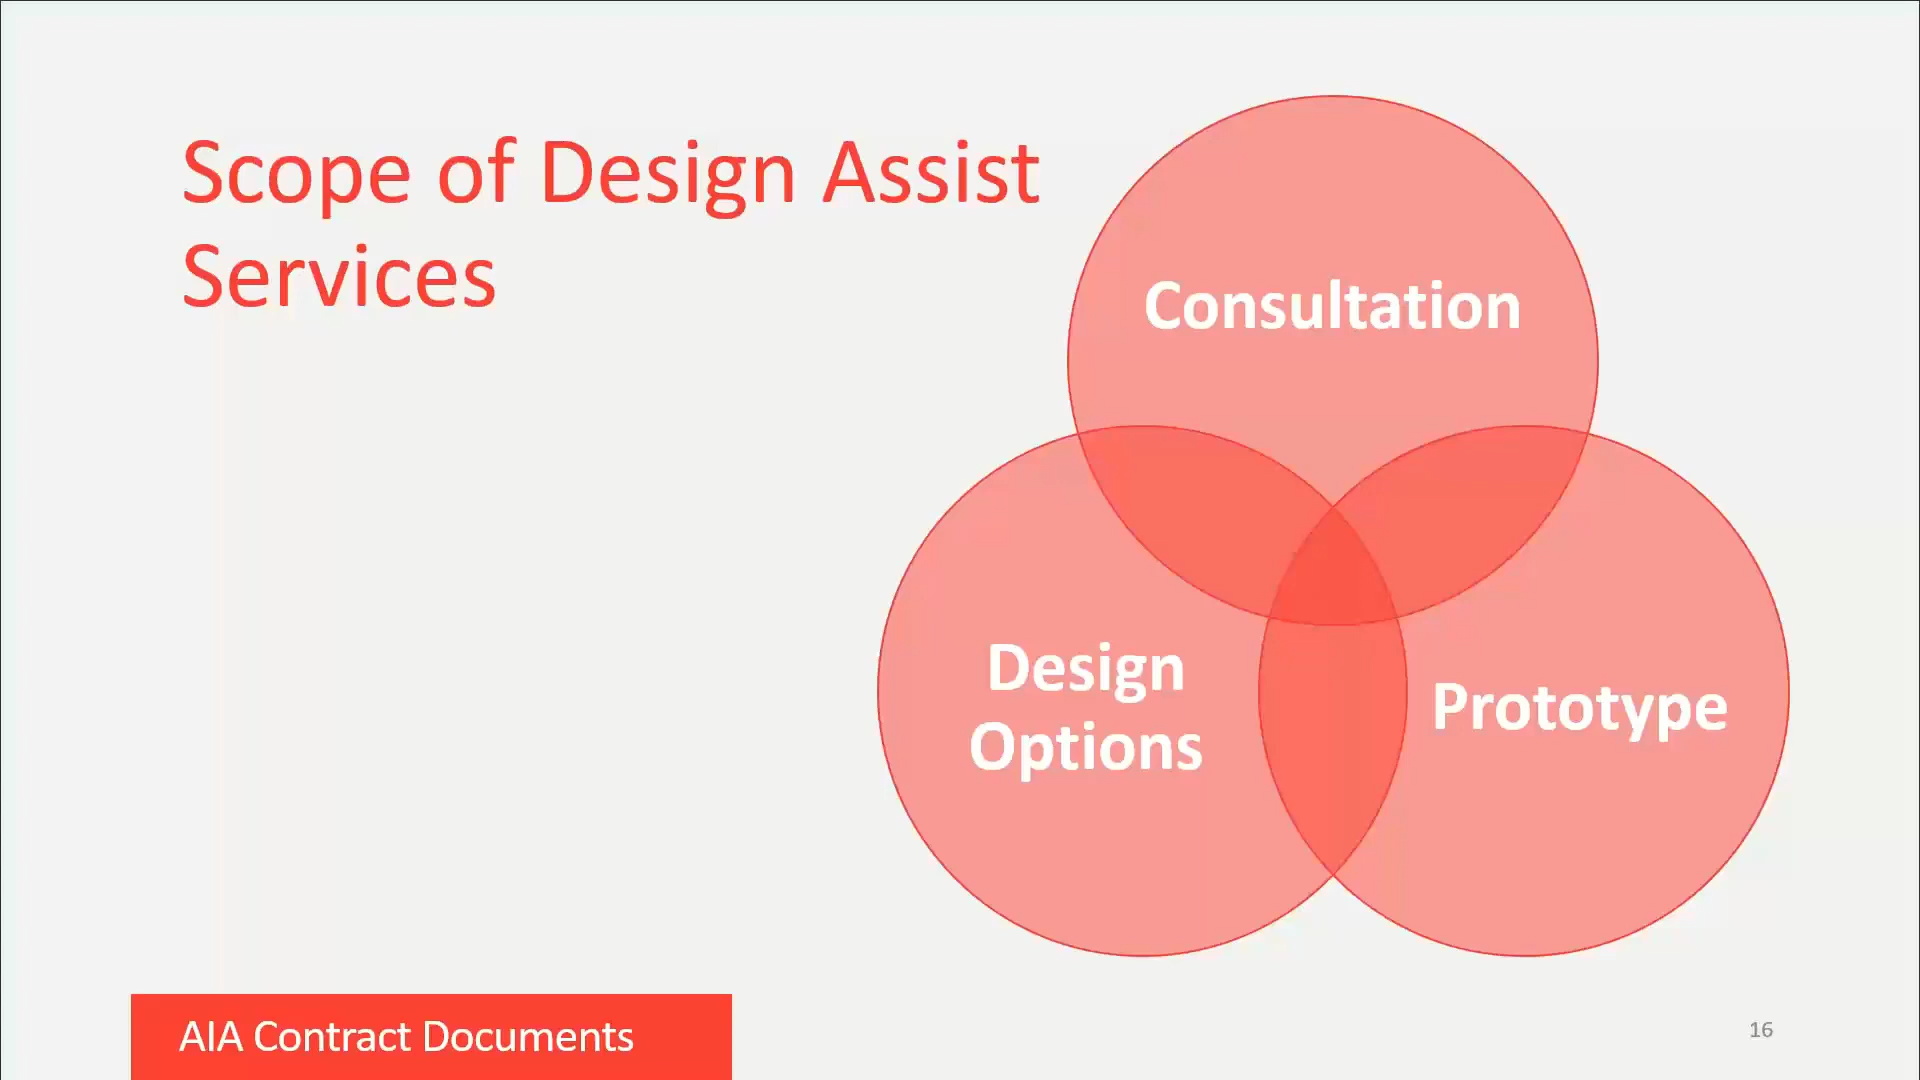 Scope of Design Assist
Services
Consultation
Design
Options
Prototype
AIA Contract Documents
16